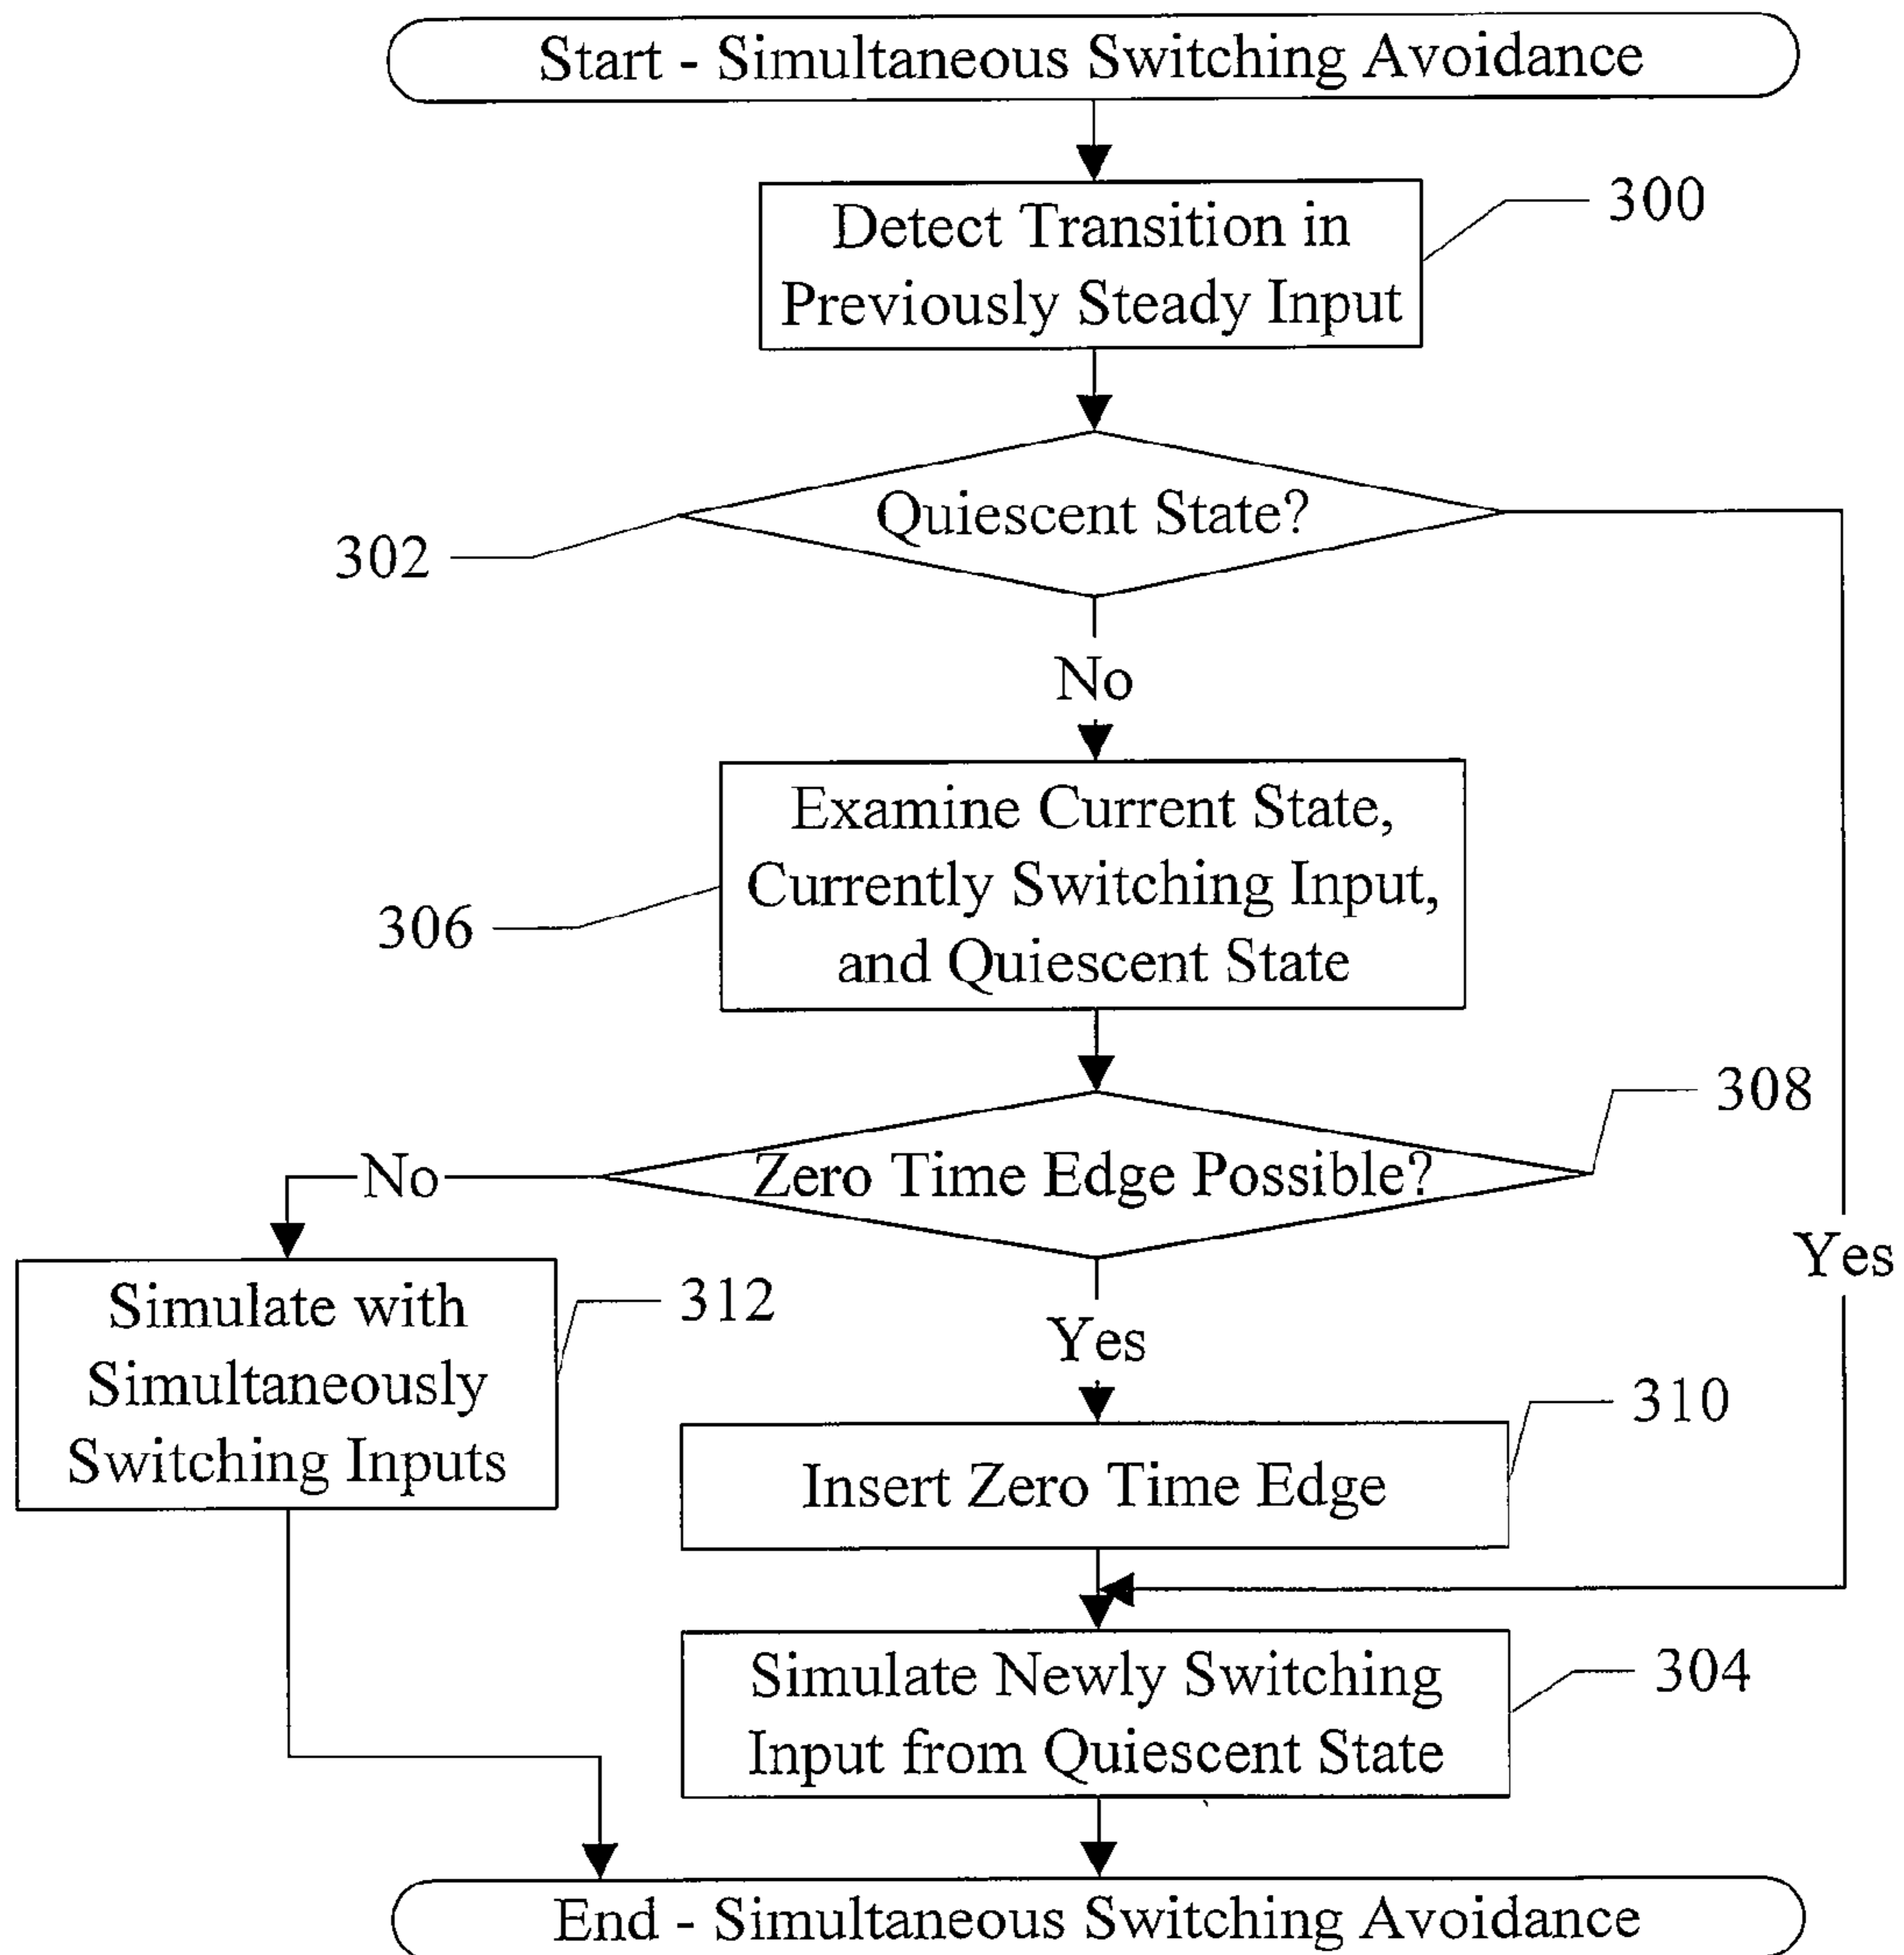 Start - Simultaneous Switching Avoidance
300
Detect Transition in
Previously Steady Input
Quiescent State?
302
No
Examine Current State,
Currently Switching Input,
and Quiescent State
306
308
Zero Time Edge Possible?
No
Yes
Simulate with
Simultaneously
Switching Inputs
312
Yes
310
Insert Zero Time Edge
304
Simulate Newly Switching
Input from Quiescent State
End - Simultaneous Switching Avoidance